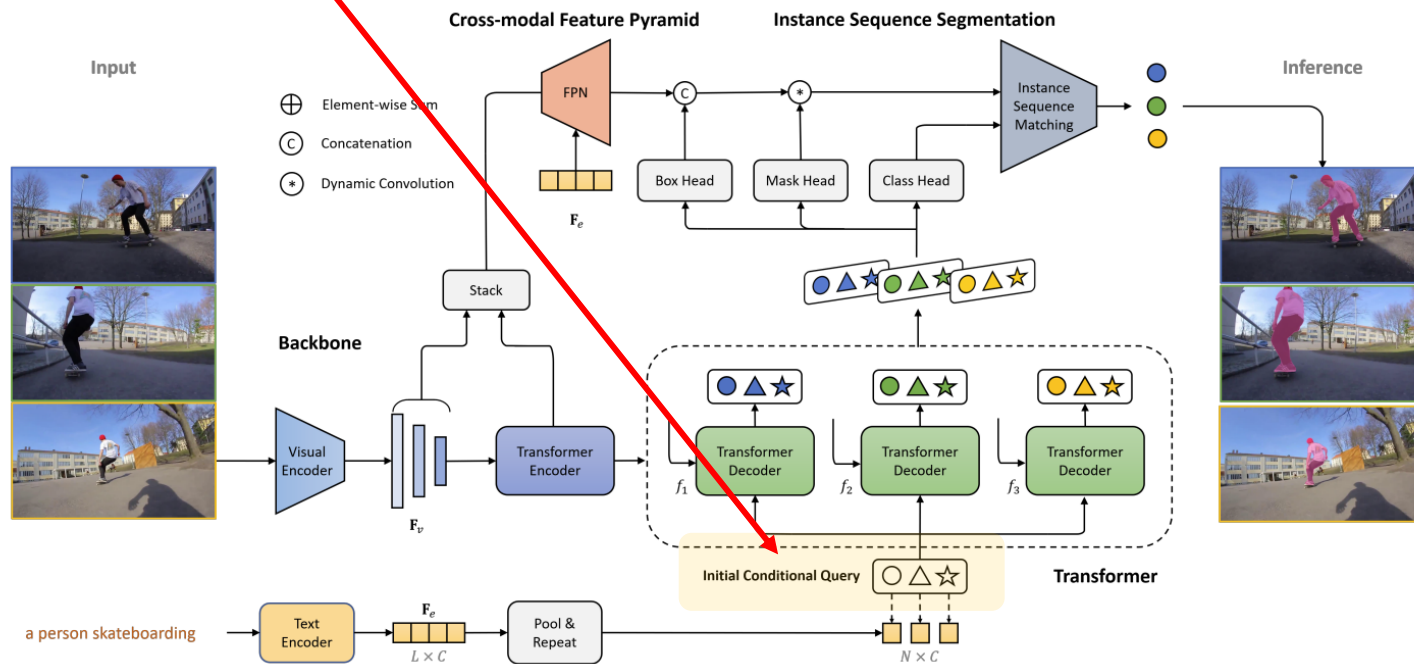 Cross-modal Feature Pyramid
Instance Sequence Segmentation
Input
Inference
Element-wise Sum
C
Concatenation
*
Dynamic Convolution
FPN
C
*
Instance
Sequence
Matching
F_e
Box Head
Mask Head
Class Head
Stack
Backbone
Visual
Encoder
F_v
Transformer
Encoder
f_1
Transformer
Decoder
f_2
Transformer
Decoder
f_3
Transformer
Decoder
Initial Conditional Query
Transformer
a person skateboarding
Text
Encoder
F_e
L × C
Pool &
Repeat
N × C